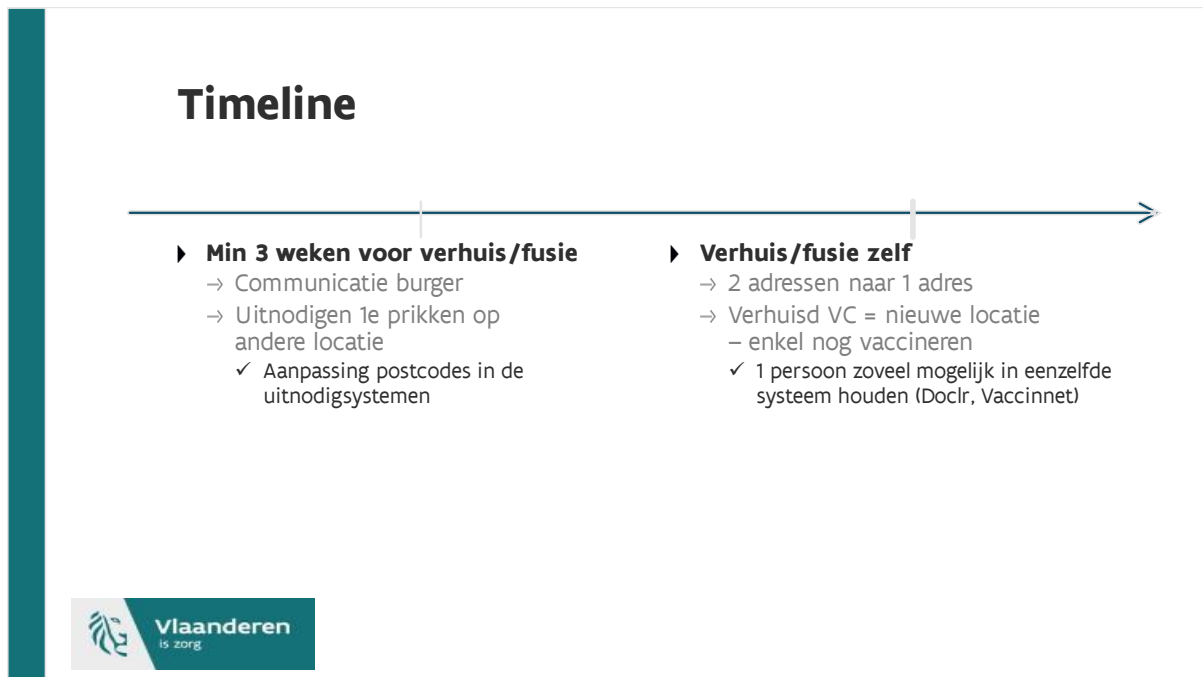 Timeline
Min 3 weken voor verhuis/fusie
→ Communicatie burger
→ Uitnodigen 1e prikken op
andere locatie
✓ Aanpassing postcodes in de
uitnodigsystemen
Verhuis/fusie zelf
→ 2 adressen naar 1 adres
→ Verhuisd VC = nieuwe locatie
– enkel nog vaccineren
✓ 1 persoon zoveel mogelijk in eenzelfde
systeem houden (Doclr, Vaccinnet)
Vlaanderen
is zorg